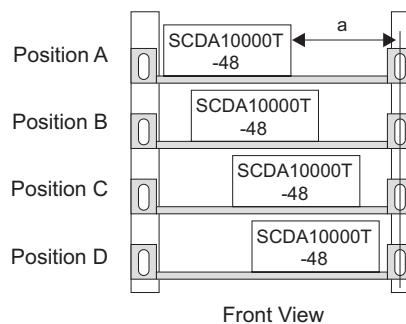 SCDA10000T
-48
a
Position A
SCDA10000T
-48
Position B
SCDA10000T
-48
Position C
SCDA10000T
-48
Position D
Front View